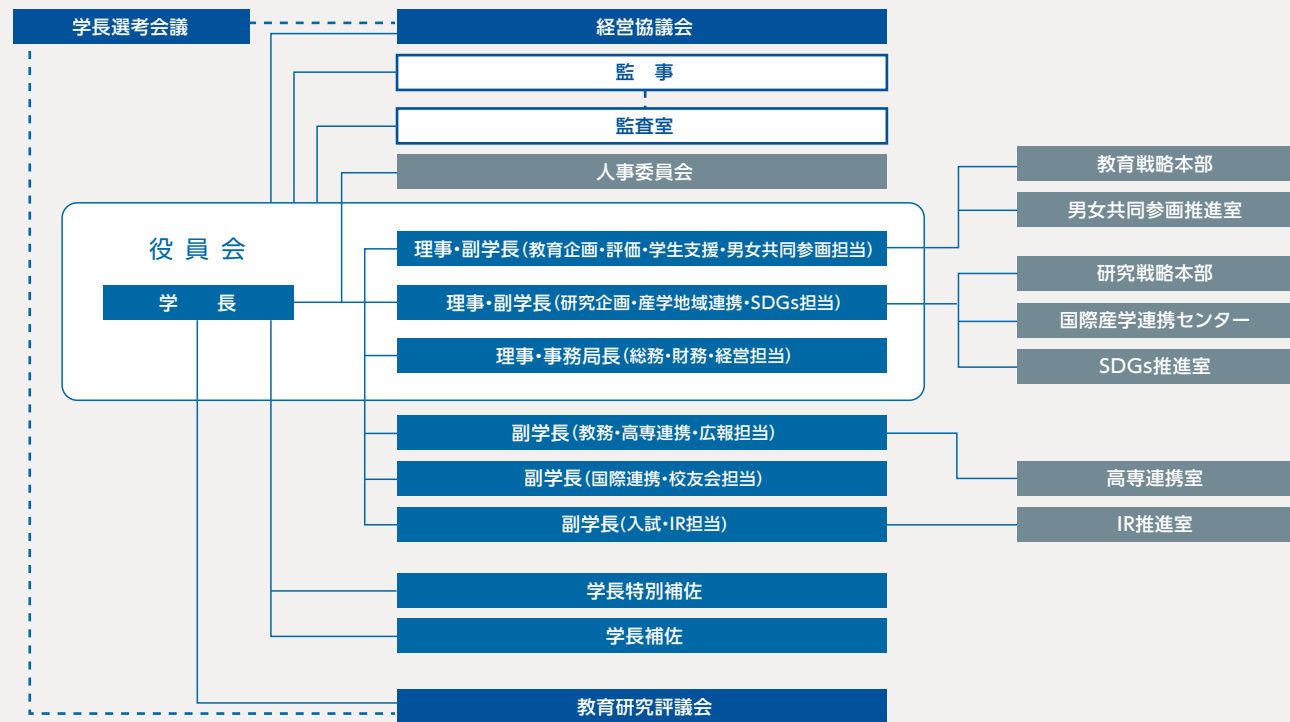 学長選考会議
経営協議会
監　事
監査室
人事委員会
役員会
学　長
理事・副学長(教育企画・評価・学生支援・男女共同参画担当)
理事・副学長(研究企画・産学地域連携・SDGs担当)
理事・事務局長(総務・財務・経営担当)
副学長(教務・高専連携・広報担当)
副学長(国際連携・校友会担当)
副学長(入試・IR担当)
学長特別補佐
学長補佐
教育研究評議会
教育戦略本部
男女共同参画推進室
研究戦略本部
国際産学連携センター
SDGs推進室
高専連携室
IR推進室